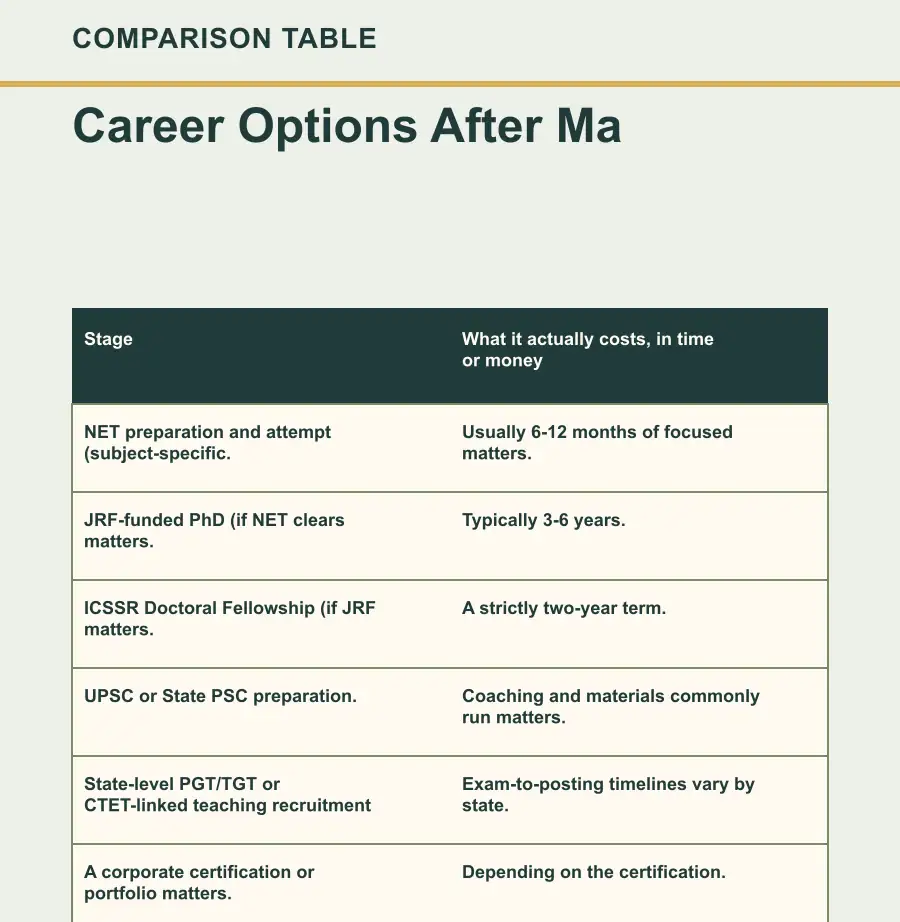 COMPARISON TABLE
Career Options After Ma
Stage
What it actually costs, in time
or money
NET preparation and attempt
(subject-specific.
Usually 6-12 months of focused
matters.
JRF-funded PhD (if NET clears
matters.
Typically 3-6 years.
ICSSR Doctoral Fellowship (if JRF
matters.
A strictly two-year term.
UPSC or State PSC preparation.
Coaching and materials commonly
run matters.
State-level PGT/TGT or
CTET-linked teaching recruitment
Exam-to-posting timelines vary by
state.
A corporate certification or
portfolio matters.
Depending on the certification.